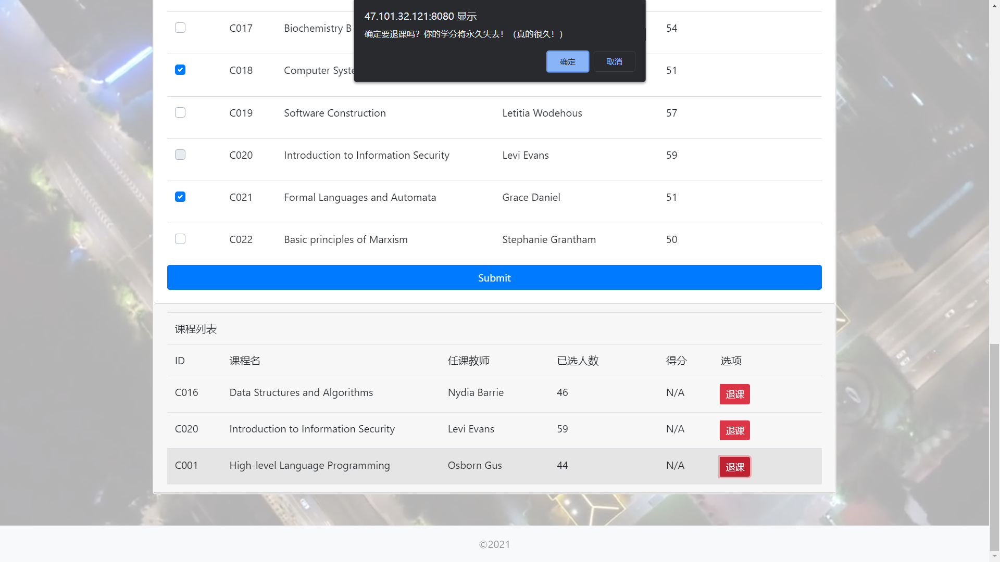 47.101.32.121:8080 显示
确定要退课吗？你的学分将永久失去！（真的很久！）
确定 取消
C017 Biochemistry B 54
C018 Computer Syste 51
C019 Software Construction Letitia Wodehous 57
C020 Introduction to Information Security Levi Evans 59
C021 Formal Languages and Automata Grace Daniel 51
C022 Basic principles of Marxism Stephanie Grantham 50
Submit
课程列表
ID 课程名 任课教师 已选人数 得分 选项
C016 Data Structures and Algorithms Nydia Barrie 46 N/A 退课
C020 Introduction to Information Security Levi Evans 59 N/A 退课
C001 High-level Language Programming Osborn Gus 44 N/A 退课
©2021